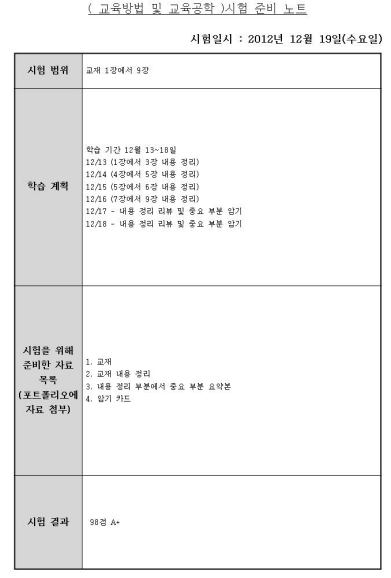 ( 교육방법 및 교육공학 )시험 준비 노트
시험일시 : 2012년 12월 19일(수요일)
시험 범위
교재 1장에서 9장
학습 계획
학습 기간 12월 13~18일
12/13 (1장에서 3장 내용 정리)
12/14 (4장에서 5장 내용 정리)
12/15 (5장에서 6장 내용 정리)
12/16 (7장에서 9장 내용 정리)
12/17 - 내용 정리 리뷰 및 중요 부분 암기
12/18 - 내용 정리 리뷰 및 중요 부분 암기
시험을 위해
준비한 자료
목록
(포트폴리오에
자료 첨부)
1. 교재
2. 교재 내용 정리
3. 내용 정리 부분에서 중요 부분 요약본
4. 암기 카드
시험 결과
98점 A+